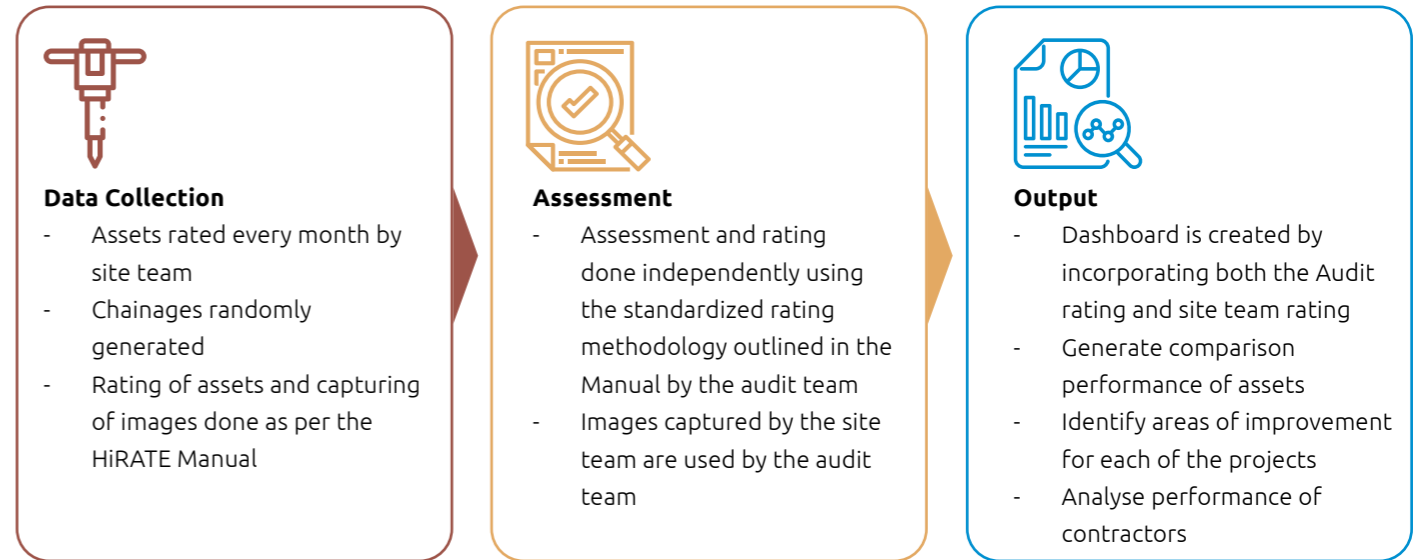 Data Collection
- Assets rated every month by
site team
- Chainages randomly
generated
- Rating of assets and capturing
of images done as per the
HiRATE Manual
Assessment
- Assessment and rating
done independently using
the standardized rating
methodology outlined in the
Manual by the audit team
- Images captured by the site
team are used by the audit
team
Output
- Dashboard is created by
incorporating both the Audit
rating and site team rating
- Generate comparison
performance of assets
- Identify areas of improvement
for each of the projects
- Analyse performance of
contractors